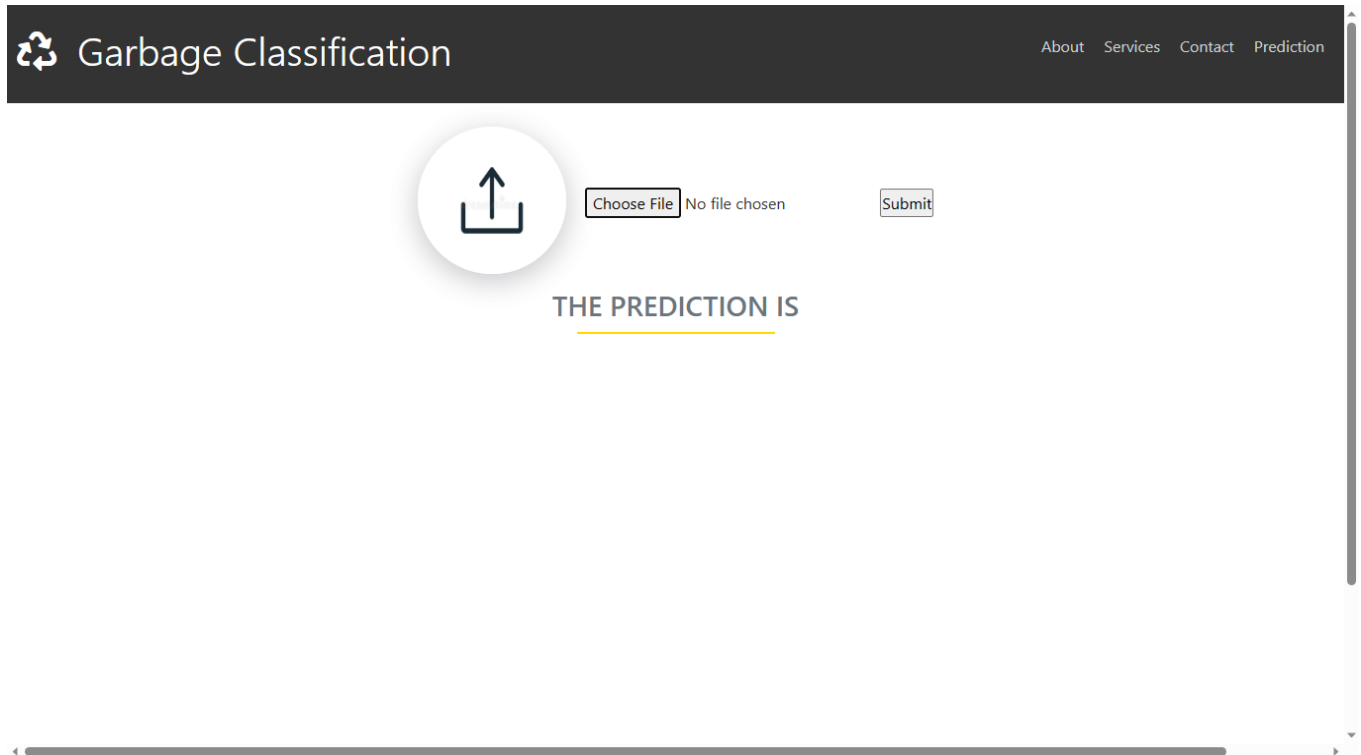 Garbage Classification
About Services Contact Prediction
Choose File No file chosen Submit
THE PREDICTION IS